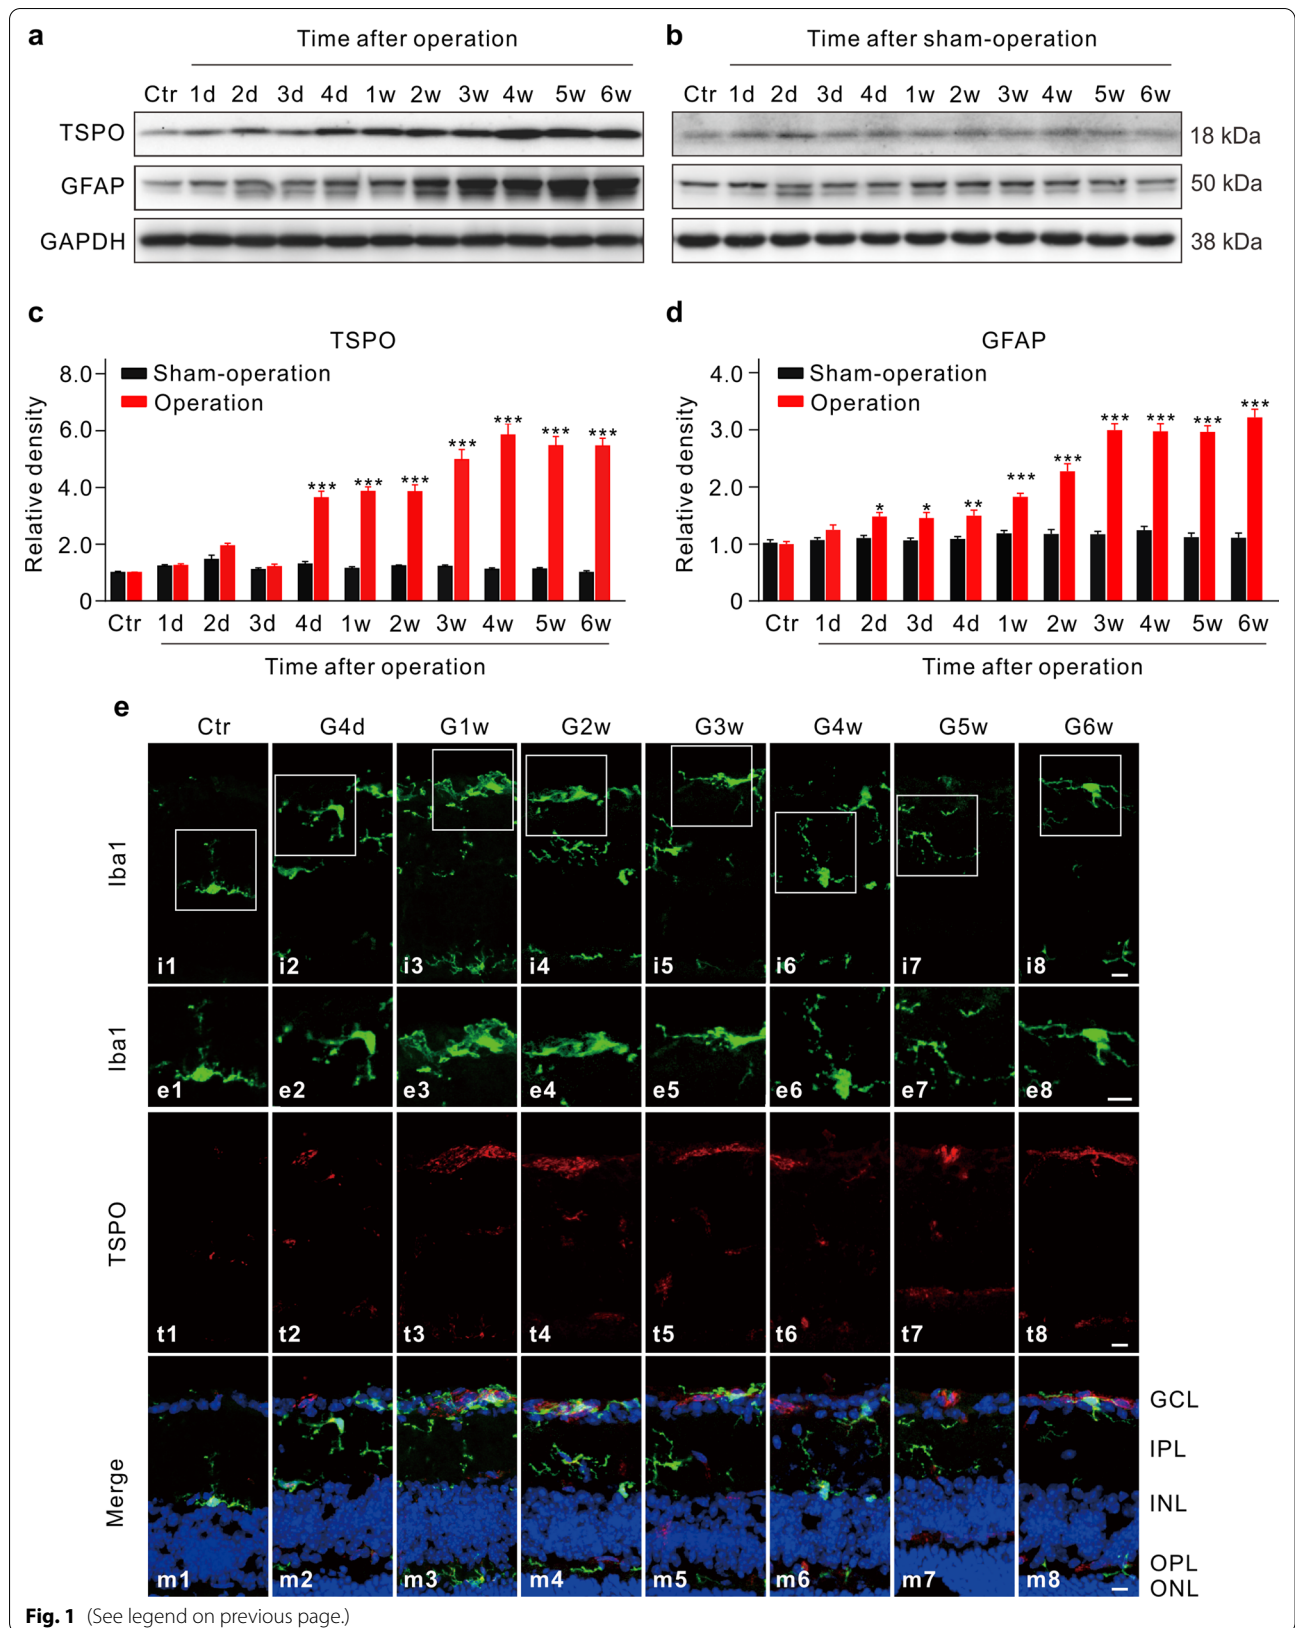 a
Time after operation
Ctr 1d 2d 3d 4d 1w 2w 3w 4w 5w 6w
TSPO
GFAP
GAPDH
b
Time after sham-operation
Ctr 1d 2d 3d 4d 1w 2w 3w 4w 5w 6w
18 kDa
50 kDa
38 kDa
c
TSPO
Relative density
8.0
6.0
4.0
2.0
0
Sham-operation
Operation
*** *** *** *** *** *** ***
Ctr 1d 2d 3d 4d 1w 2w 3w 4w 5w 6w
Time after operation
d
GFAP
Relative density
4.0
3.0
2.0
1.0
0
Sham-operation
Operation
* * ** *** *** *** *** *** ***
Ctr 1d 2d 3d 4d 1w 2w 3w 4w 5w 6w
Time after operation
e
Ctr G4d G1w G2w G3w G4w G5w G6w
Iba1
i1 i2 i3 i4 i5 i6 i7 i8
Iba1
e1 e2 e3 e4 e5 e6 e7 e8
TSPO
t1 t2 t3 t4 t5 t6 t7 t8
Merge
m1 m2 m3 m4 m5 m6 m7 m8
GCL
IPL
INL
OPL
ONL
Fig. 1 (See legend on previous page.)